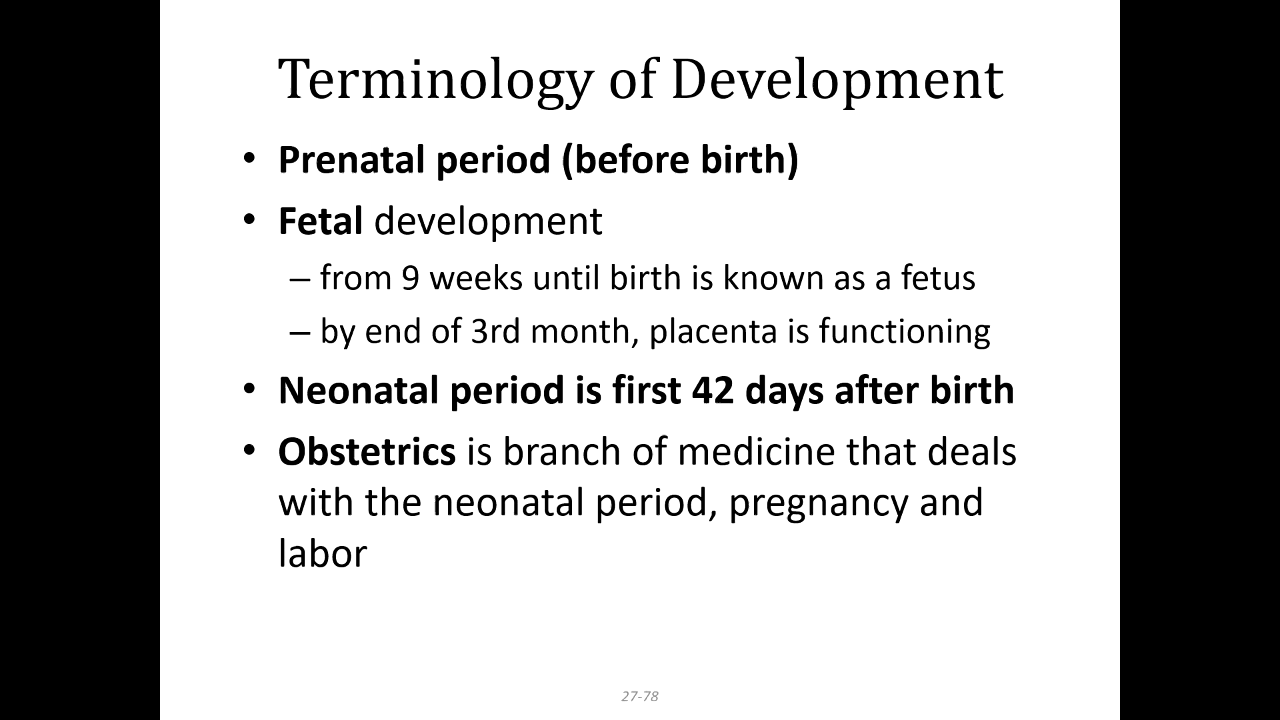 Terminology of Development
• Prenatal period (before birth)
• Fetal development
– from 9 weeks until birth is known as a fetus
– by end of 3rd month, placenta is functioning
• Neonatal period is first 42 days after birth
• Obstetrics is branch of medicine that deals
with the neonatal period, pregnancy and
labor
27-78